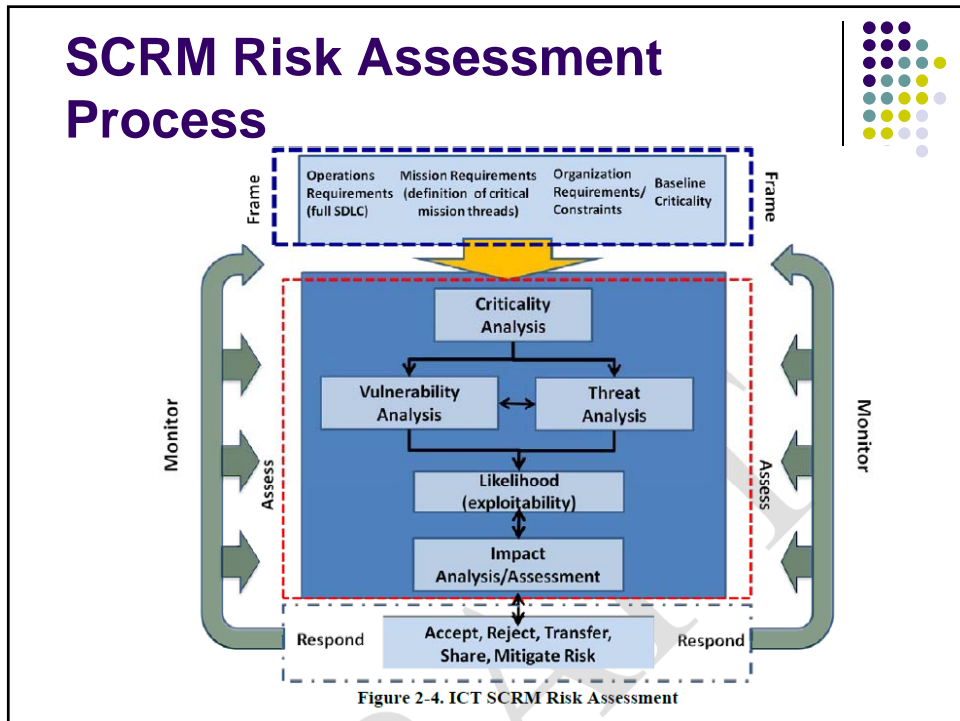 SCRM Risk Assessment
Process
Frame
Operations
Requirements
(full SDLC)
Mission Requirements
(definition of critical
mission threads)
Organization
Requirements/
Constraints
Baseline
Criticality
Frame
Criticality
Analysis
Vulnerability
Analysis
Threat
Analysis
Likelihood
(exploitability)
Impact
Analysis/Assessment
Monitor
Assess
Assess
Monitor
Respond
Accept, Reject, Transfer,
Share, Mitigate Risk
Respond
Figure 2-4. ICT SCRM Risk Assessment